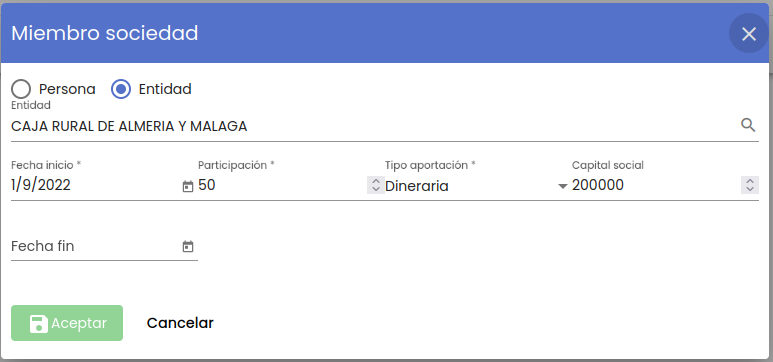 Miembro sociedad
Persona Entidad
Entidad
CAJA RURAL DE ALMERIA Y MALAGA
Fecha inicio * Participación * Tipo aportación * Capital social
1/9/2022 50 Dineraria 200000
Fecha fin
Aceptar Cancelar